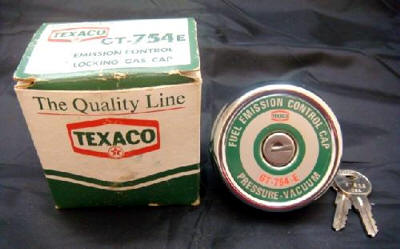 TEXACO
GT-754E
EMISSION CONTROL
LOCKING GAS CAP
The Quality Line
TEXACO
T
FUEL EMISSION CONTROL CAP
TEXACO
GT-754-E
PRESSURE-VACUUM